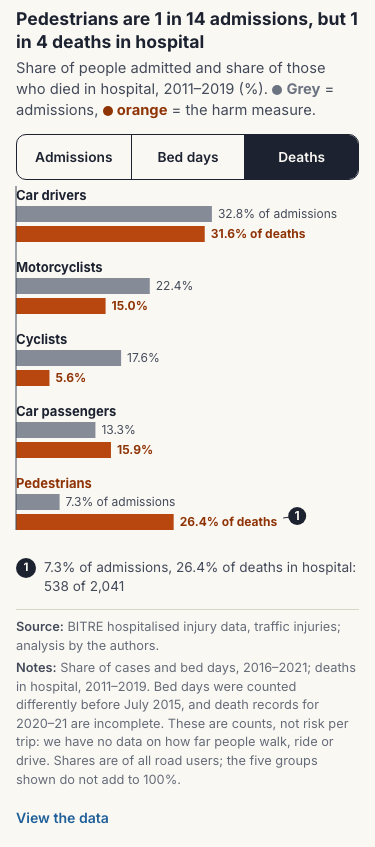 Pedestrians are 1 in 14 admissions, but 1
in 4 deaths in hospital
Share of people admitted and share of those
who died in hospital, 2011–2019 (%). Grey =
admissions, orange = the harm measure.
Admissions Bed days Deaths
Car drivers
32.8% of admissions
31.6% of deaths
Motorcyclists
22.4%
15.0%
Cyclists
17.6%
5.6%
Car passengers
13.3%
15.9%
Pedestrians
7.3% of admissions
26.4% of deaths 1
1 7.3% of admissions, 26.4% of deaths in hospital:
538 of 2,041
Source: BITRE hospitalised injury data, traffic injuries;
analysis by the authors.
Notes: Share of cases and bed days, 2016–2021; deaths
in hospital, 2011–2019. Bed days were counted
differently before July 2015, and death records for
2020–21 are incomplete. These are counts, not risk per
trip: we have no data on how far people walk, ride or
drive. Shares are of all road users; the five groups
shown do not add to 100%.
View the data